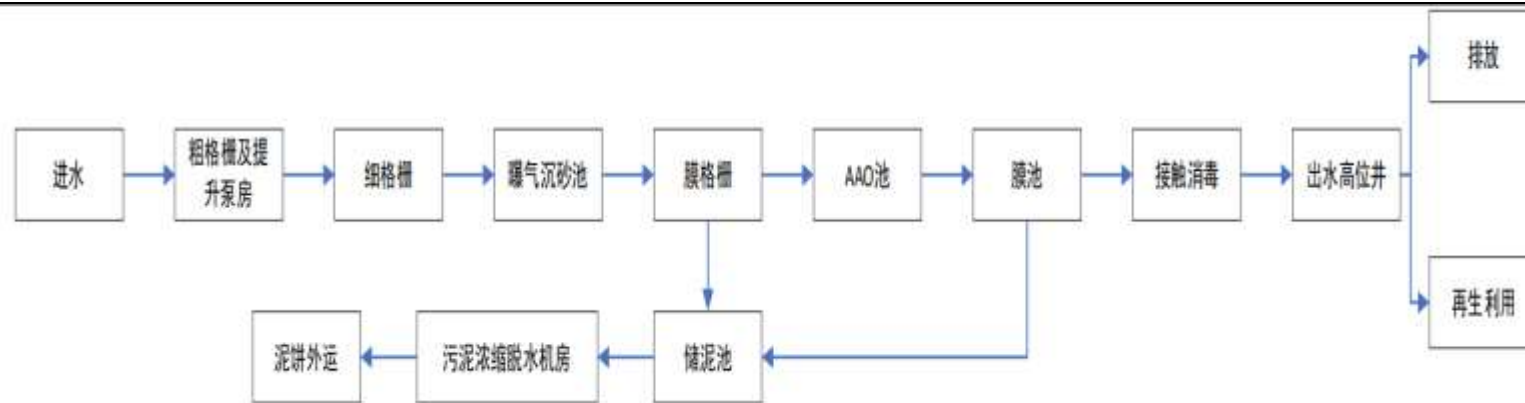 排放
进水
粗格栅及提
升泵房
细格栅
曝气沉砂池
膜格栅
AAO池
膜池
接触消毒
出水高位井
再生利用
泥饼外运
污泥浓缩脱水机房
储泥池